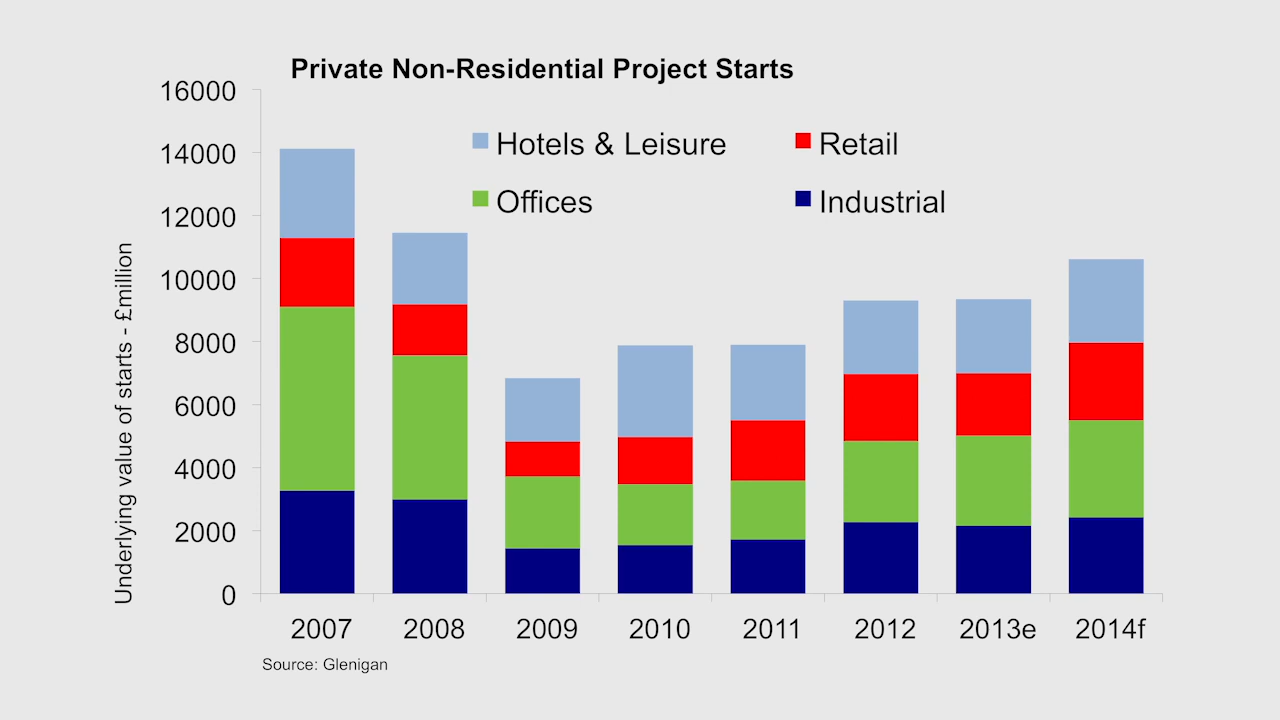 Private Non-Residential Project Starts
16000
14000
12000
10000
8000
6000
4000
2000
0
Underlying value of starts - £million
Hotels & Leisure
Retail
Offices
Industrial
2007 2008 2009 2010 2011 2012 2013e 2014f
Source: Glenigan